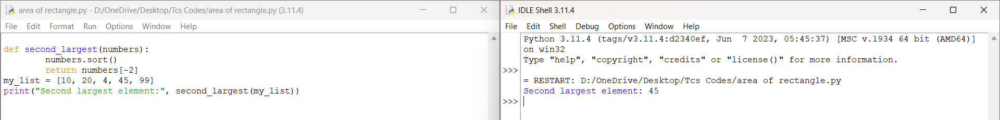 area of rectangle.py - D:/OneDrive/Desktop/Tcs Codes/area of rectangle.py (3.11.4)
File Edit Format Run Options Window Help
def second_largest(numbers):
        numbers.sort()
        return numbers[-2]
my_list = [10, 20, 4, 45, 99]
print("Second largest element:", second_largest(my_list))
IDLE Shell 3.11.4
File Edit Shell Debug Options Window Help
Python 3.11.4 (tags/v3.11.4:d2340ef, Jun  7 2023, 05:45:37) [MSC v.1934 64 bit (AMD64)]
on win32
Type "help", "copyright", "credits" or "license()" for more information.
>>>
= RESTART: D:/OneDrive/Desktop/Tcs Codes/area of rectangle.py
Second largest element: 45
>>>